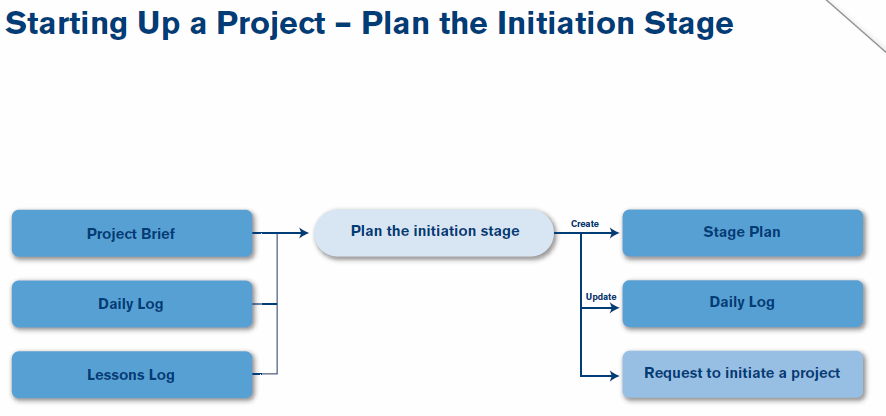 Starting Up a Project – Plan the Initiation Stage
Project Brief
Daily Log
Lessons Log
Plan the initiation stage
Create
Update
Stage Plan
Daily Log
Request to initiate a project